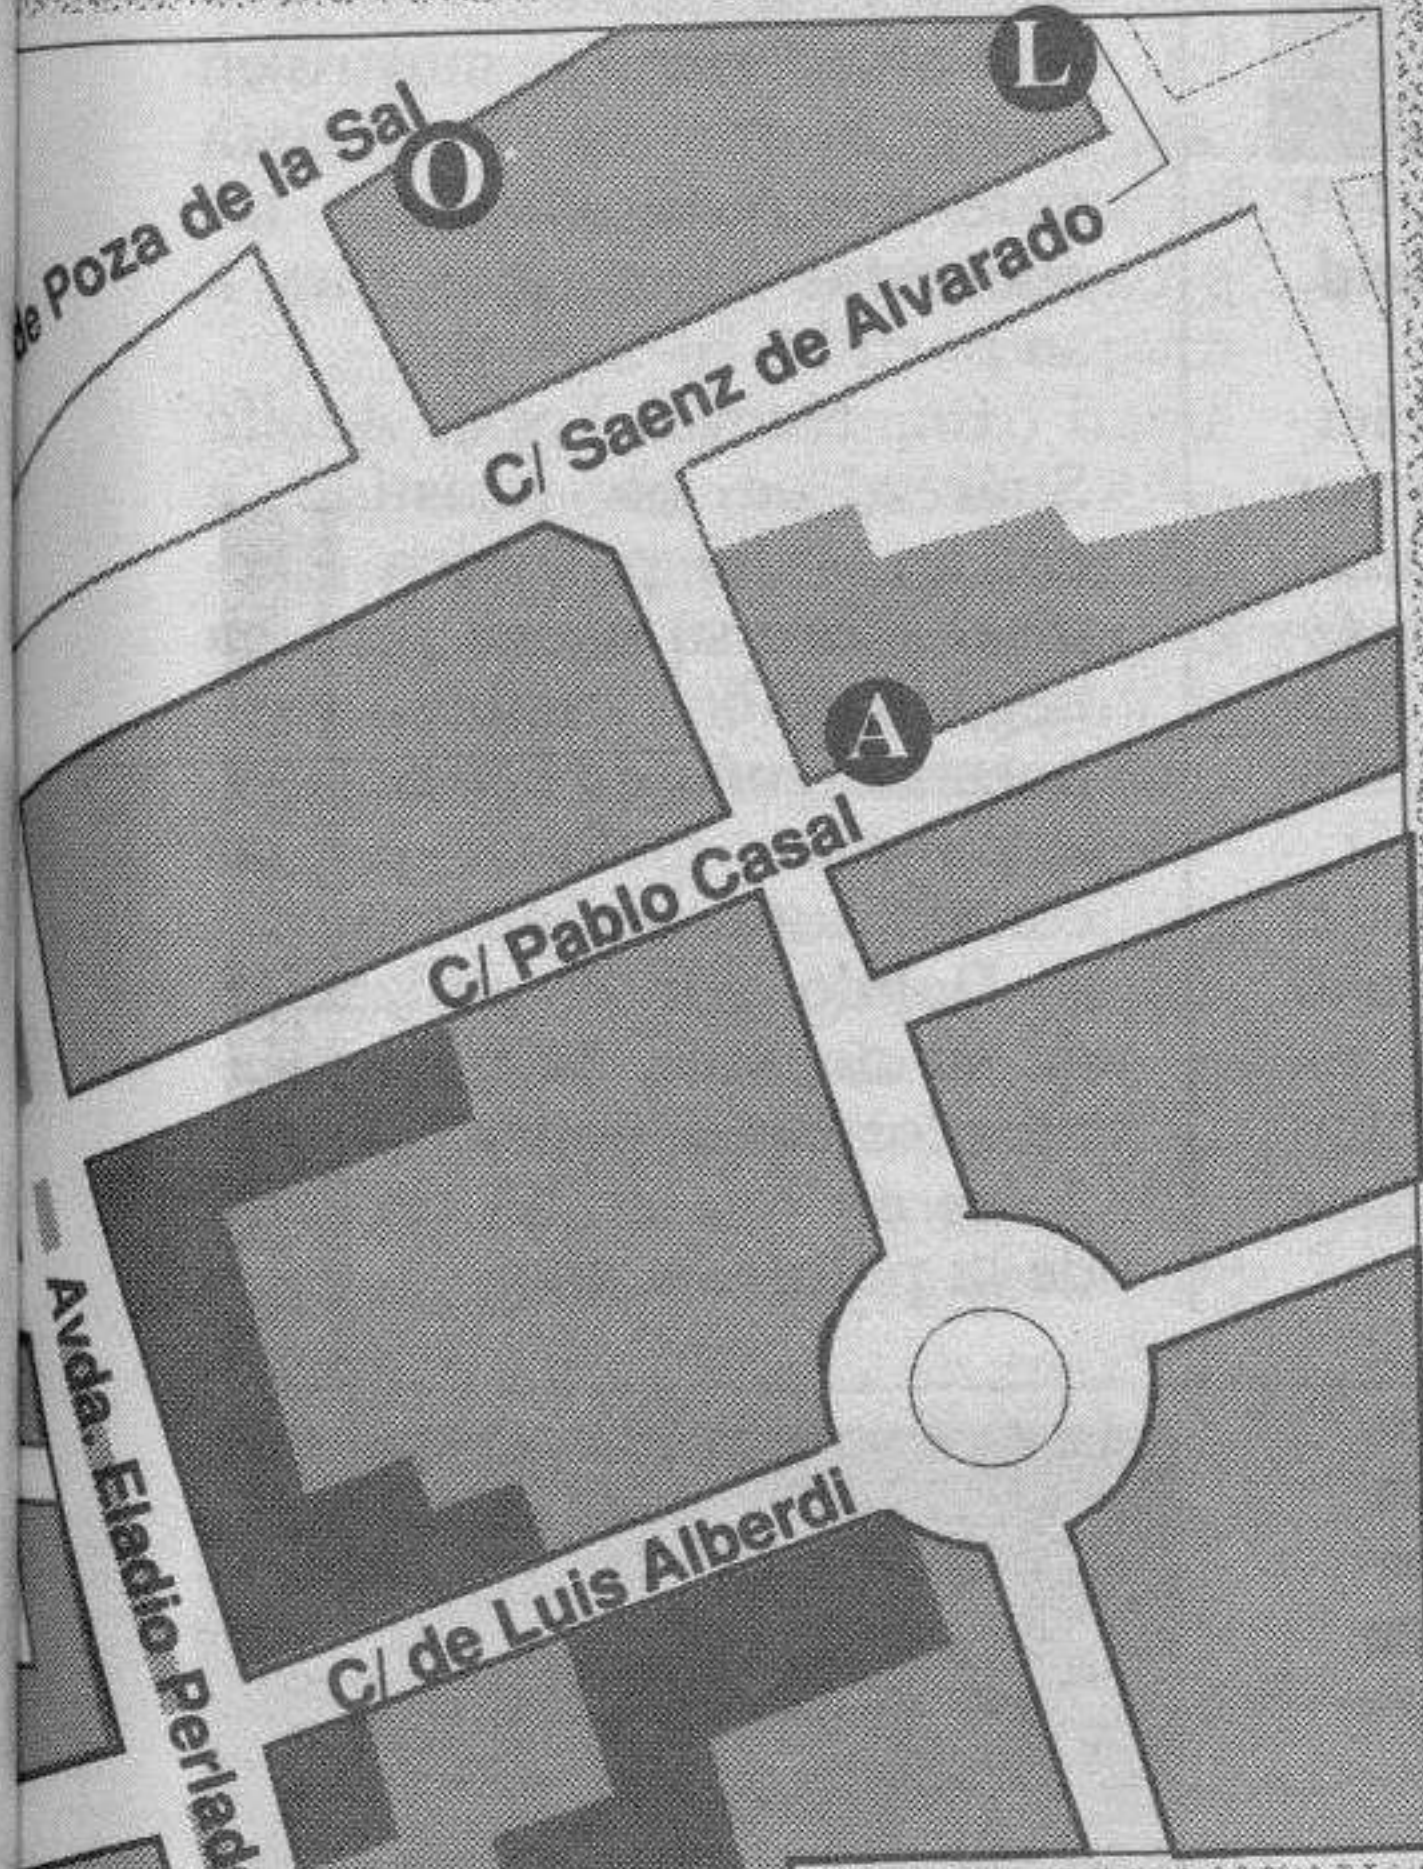 L
de Poza de la Sal
O
C/ Saenz de Alvarado
A
C/ Pablo Casal
Avda. Eladio Perlad
C/ de Luis Alberdi